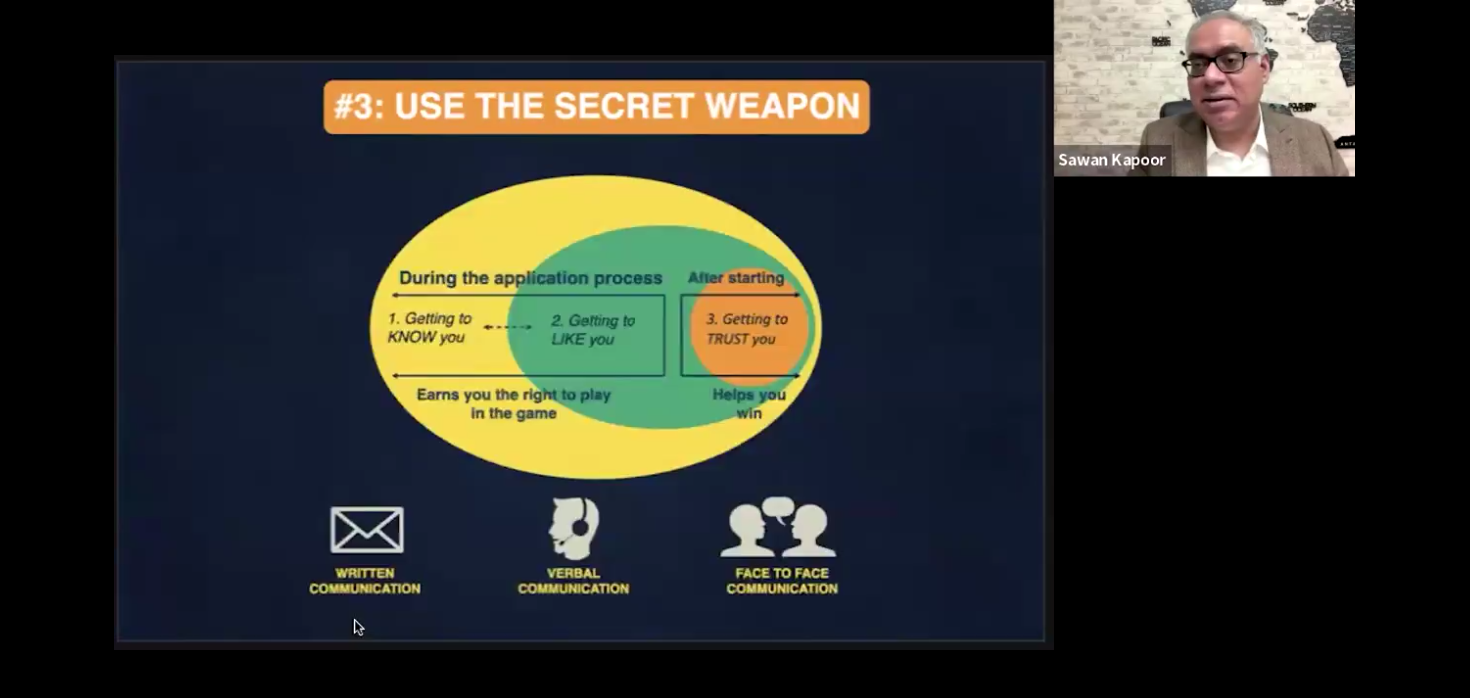 #3: USE THE SECRET WEAPON
During the application process
After starting
1. Getting to
KNOW you
2. Getting to
LIKE you
3. Getting to
TRUST you
Earns you the right to play
in the game
Helps you
win
WRITTEN
COMMUNICATION
VERBAL
COMMUNICATION
FACE TO FACE
COMMUNICATION
Sawan Kapoor